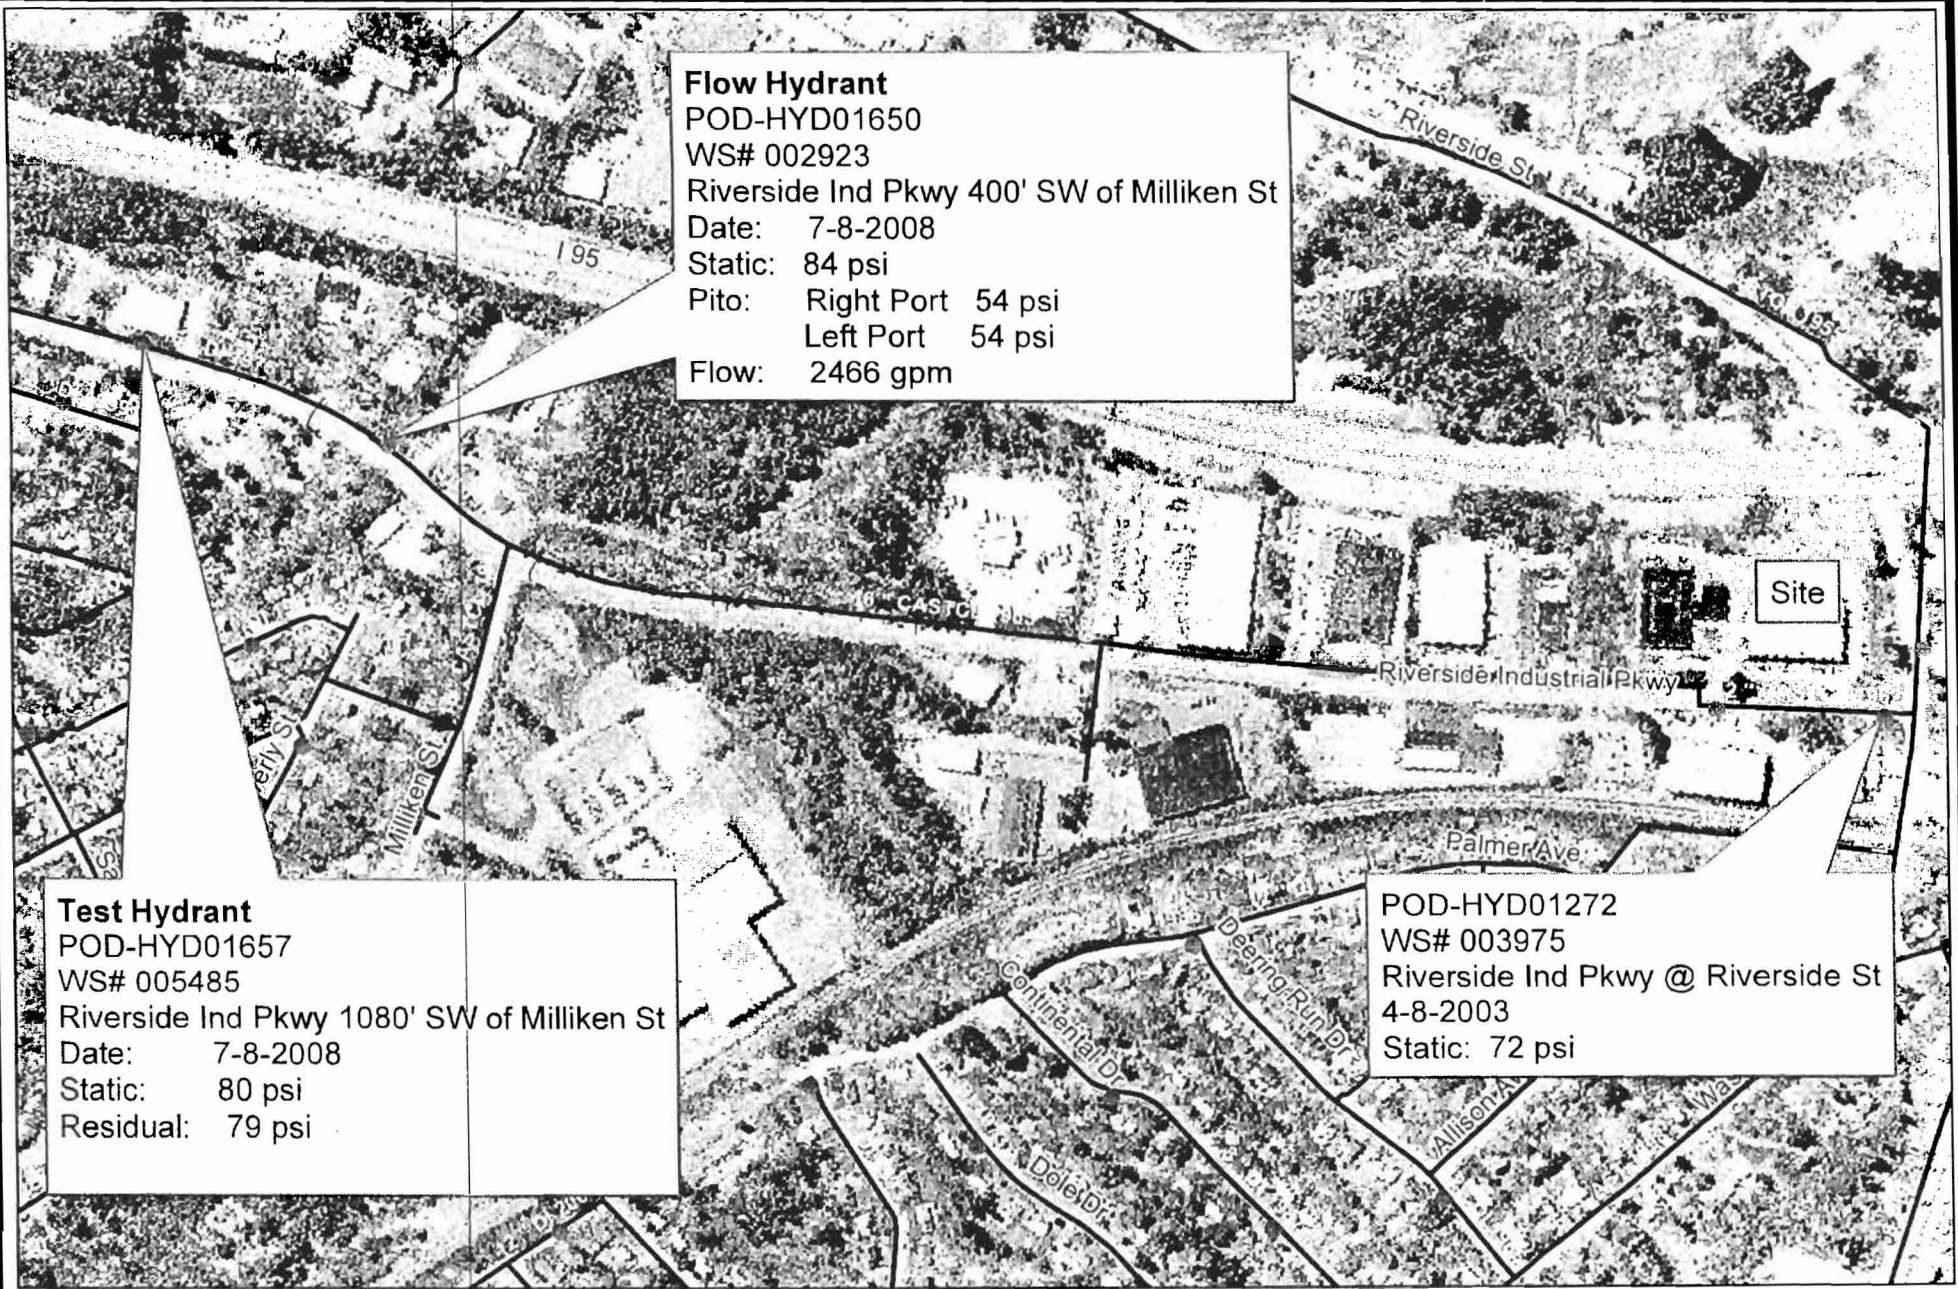 Flow Hydrant
POD-HYD01650
WS# 002923
Riverside Ind Pkwy 400' SW of Milliken St
Date: 7-8-2008
Static: 84 psi
Pito: Right Port 54 psi
Left Port 54 psi
Flow: 2466 gpm
Riverside St
I 95
Site
Riverside Industrial Pkwy
Milliken St
Palmer Ave
Test Hydrant
POD-HYD01657
WS# 005485
Riverside Ind Pkwy 1080' SW of Milliken St
Date: 7-8-2008
Static: 80 psi
Residual: 79 psi
POD-HYD01272
WS# 003975
Riverside Ind Pkwy @ Riverside St
4-8-2003
Static: 72 psi
Deering Run Dr
Continental Dr
Dole Dr
Allison